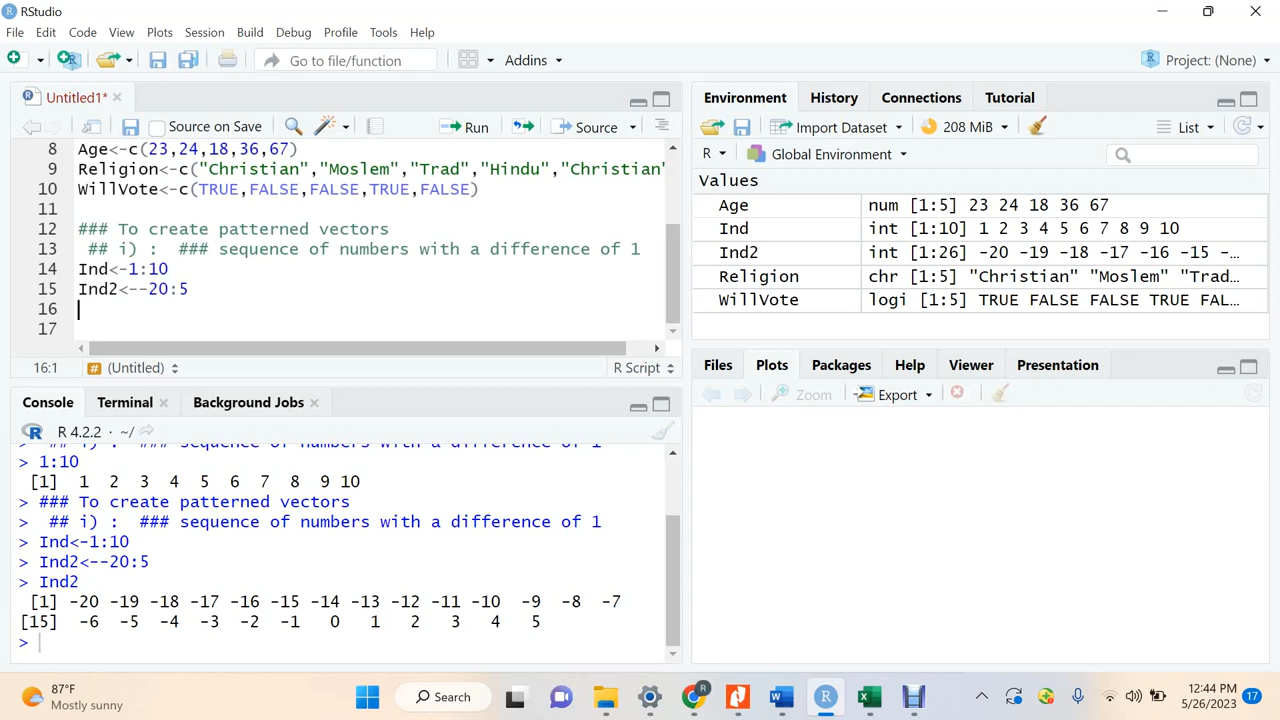 RStudio
File Edit Code View Plots Session Build Debug Profile Tools Help
Go to file/function Addins Project: (None)
Untitled1*
Source on Save Run Source
8 Age<-c(23,24,18,36,67)
9 Religion<-c("Christian","Moslem","Trad","Hindu","Christian"
10 WillVote<-c(TRUE,FALSE,FALSE,TRUE,FALSE)
11
12 ### To create patterned vectors
13 ## i) : ### sequence of numbers with a difference of 1
14 Ind<-1:10
15 Ind2<--20:5
16
17
16:1 (Untitled) R Script
Console Terminal Background Jobs
R 4.2.2 · ~/
> ## i) : ### sequence of numbers with a difference of 1
> 1:10
[1] 1 2 3 4 5 6 7 8 9 10
> ### To create patterned vectors
> ## i) : ### sequence of numbers with a difference of 1
> Ind<-1:10
> Ind2<--20:5
> Ind2
[1] -20 -19 -18 -17 -16 -15 -14 -13 -12 -11 -10 -9 -8 -7
[15] -6 -5 -4 -3 -2 -1 0 1 2 3 4 5
>
Environment History Connections Tutorial
Import Dataset 208 MiB List
R Global Environment
Values
Age num [1:5] 23 24 18 36 67
Ind int [1:10] 1 2 3 4 5 6 7 8 9 10
Ind2 int [1:26] -20 -19 -18 -17 -16 -15 -…
Religion chr [1:5] "Christian" "Moslem" "Trad…
WillVote logi [1:5] TRUE FALSE FALSE TRUE FAL…
Files Plots Packages Help Viewer Presentation
Zoom Export
87°F
Mostly sunny
Search
12:44 PM
5/26/2023
17